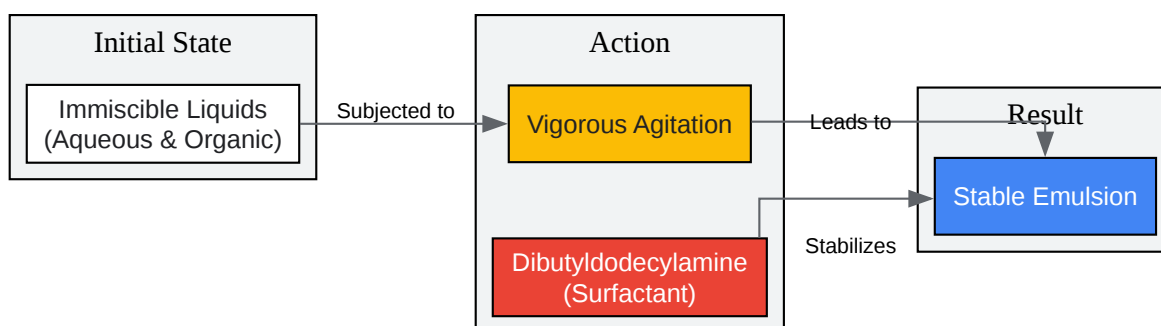 Initial State
Immiscible Liquids
(Aqueous & Organic)
Subjected to
Action
Vigorous Agitation
Dibutyldodecylamine
(Surfactant)
Leads to
Stabilizes
Result
Stable Emulsion